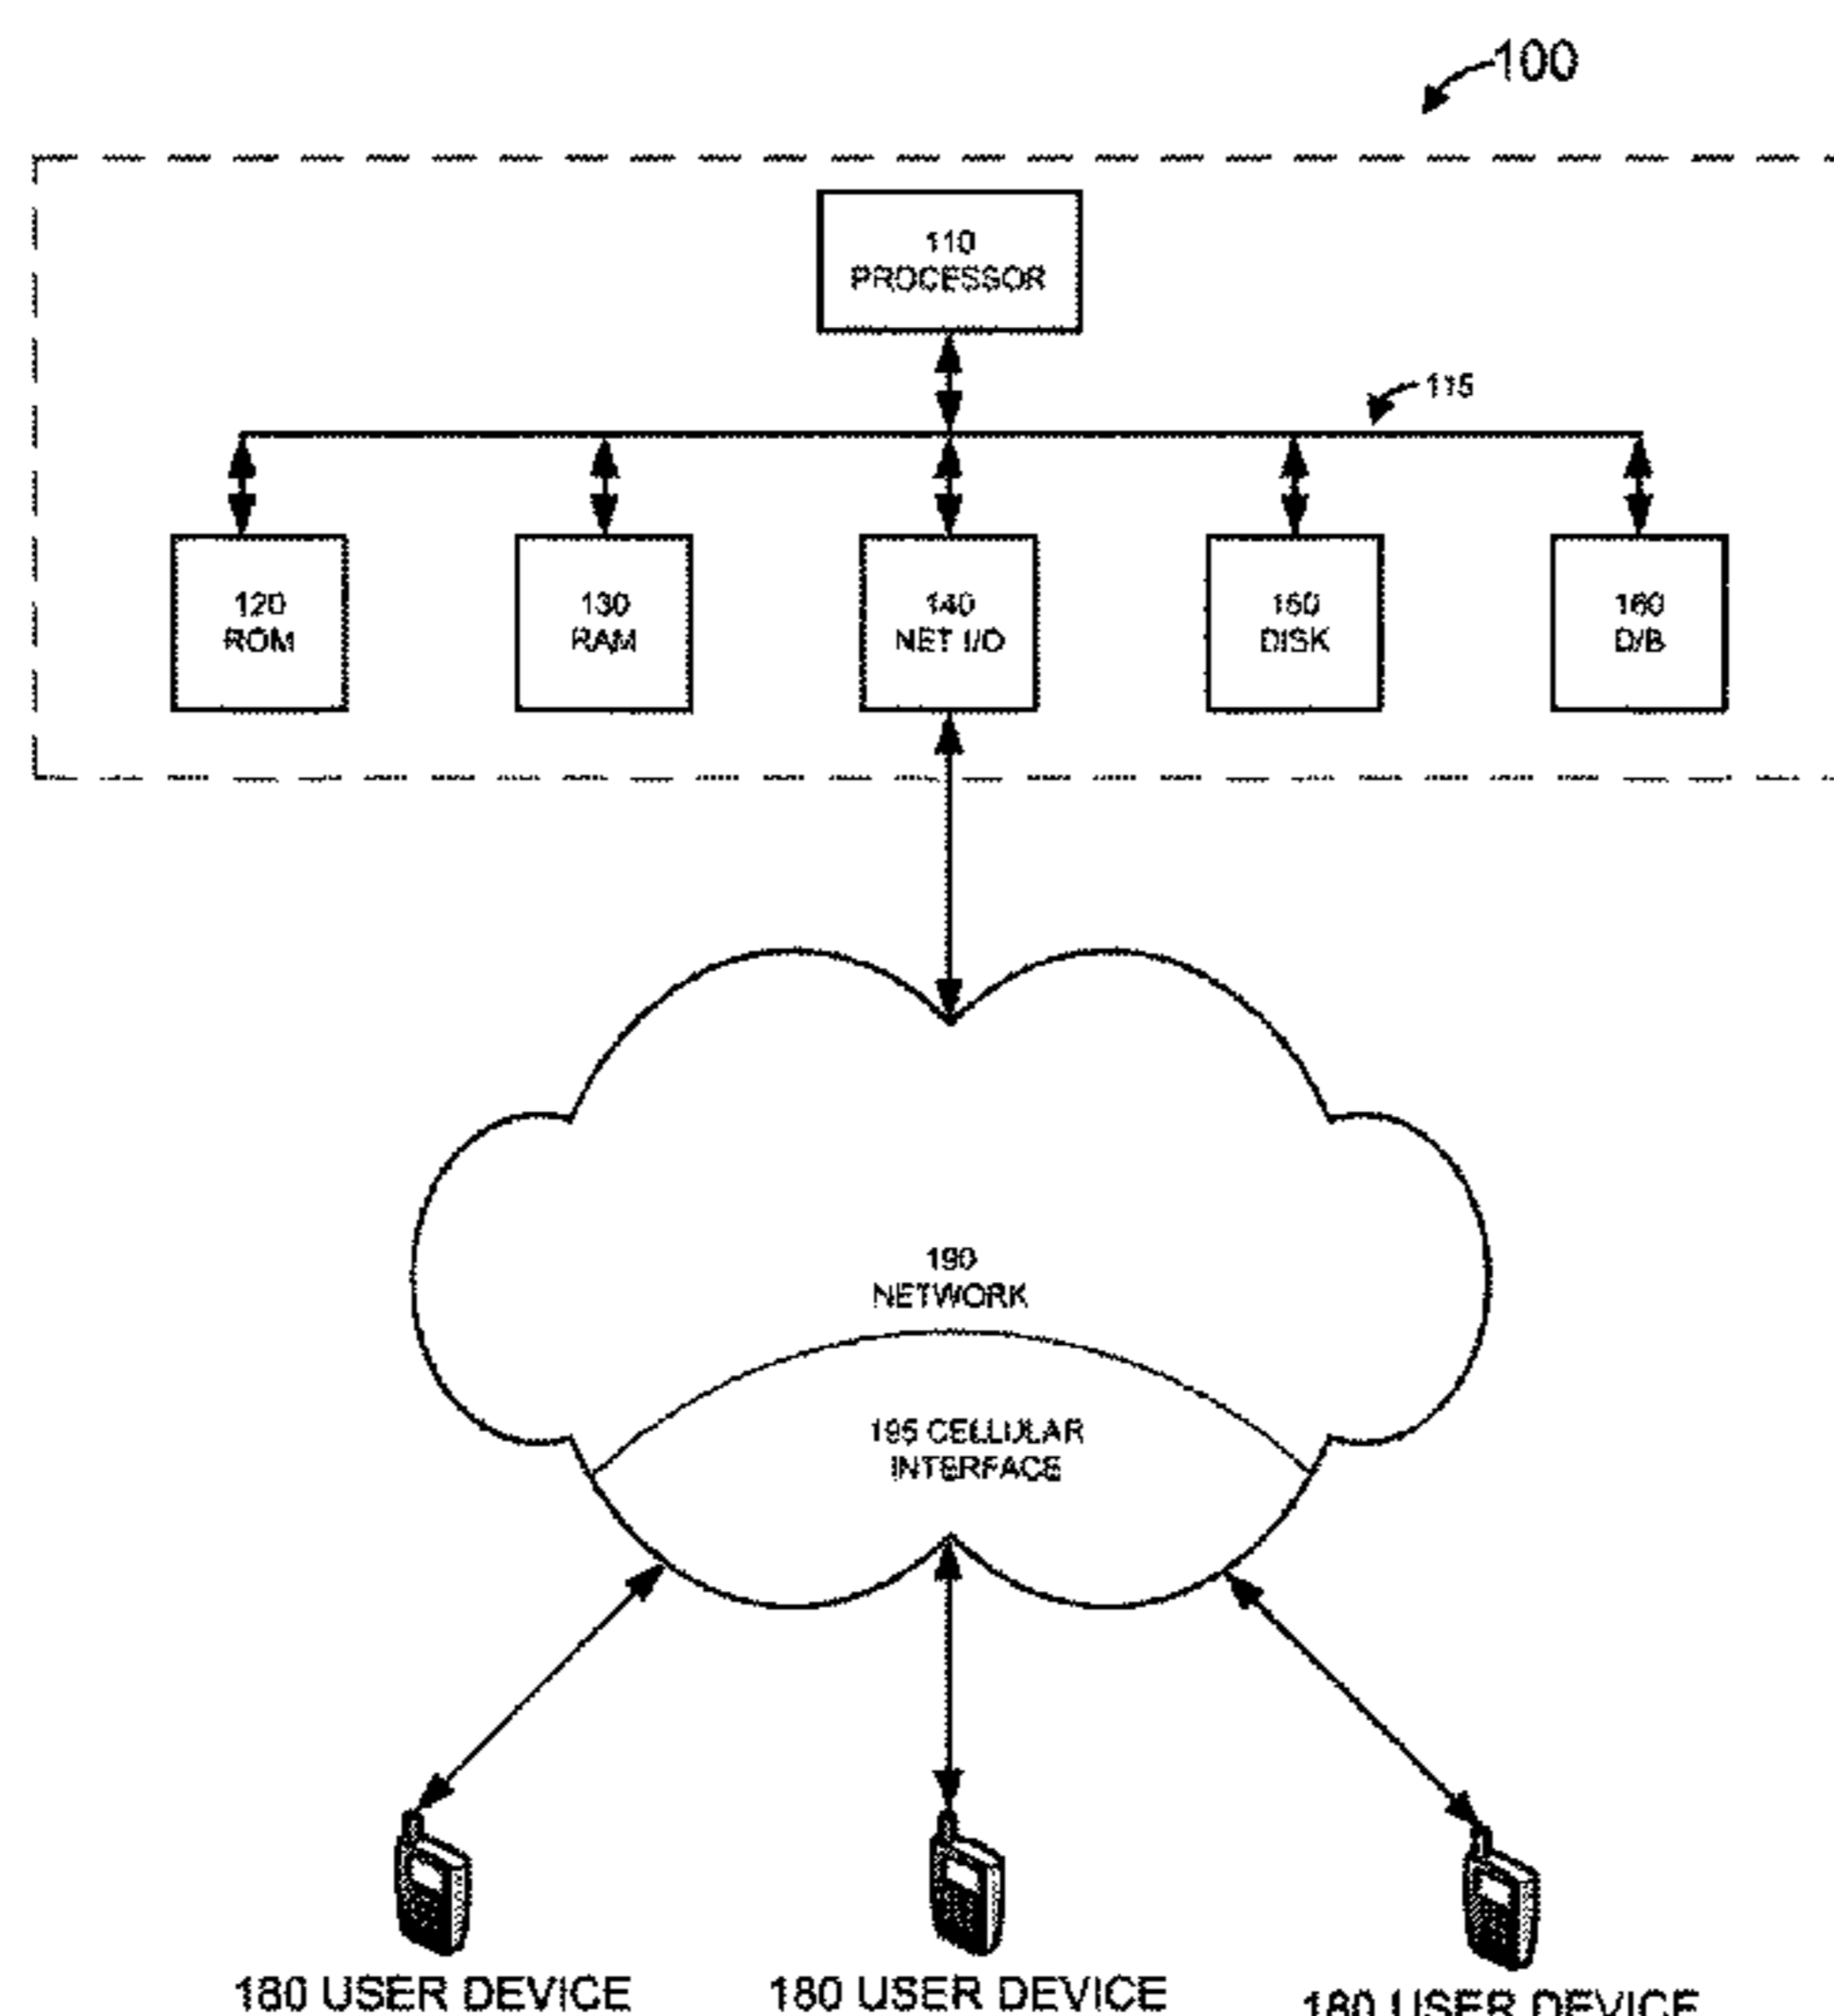 100
110
PROCESSOR
115
120
ROM
130
RAM
140
NET I/O
150
DISK
160
D/B
190
NETWORK
195 CELLULAR
INTERFACE
180 USER DEVICE
180 USER DEVICE
180 USER DEVICE